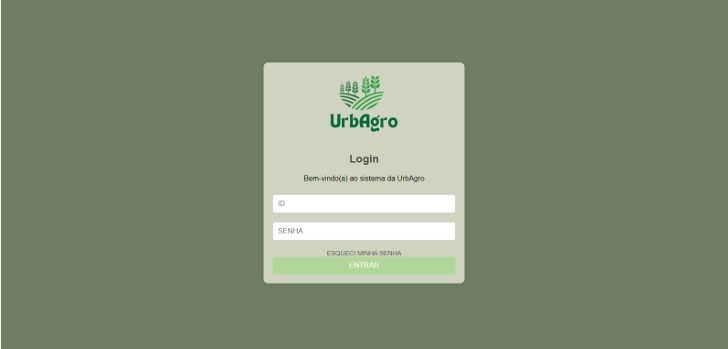 UrbAgro
Login
Bem-vindo(a) ao sistema da UrbAgro
ID
SENHA
ESQUECI MINHA SENHA
ENTRAR